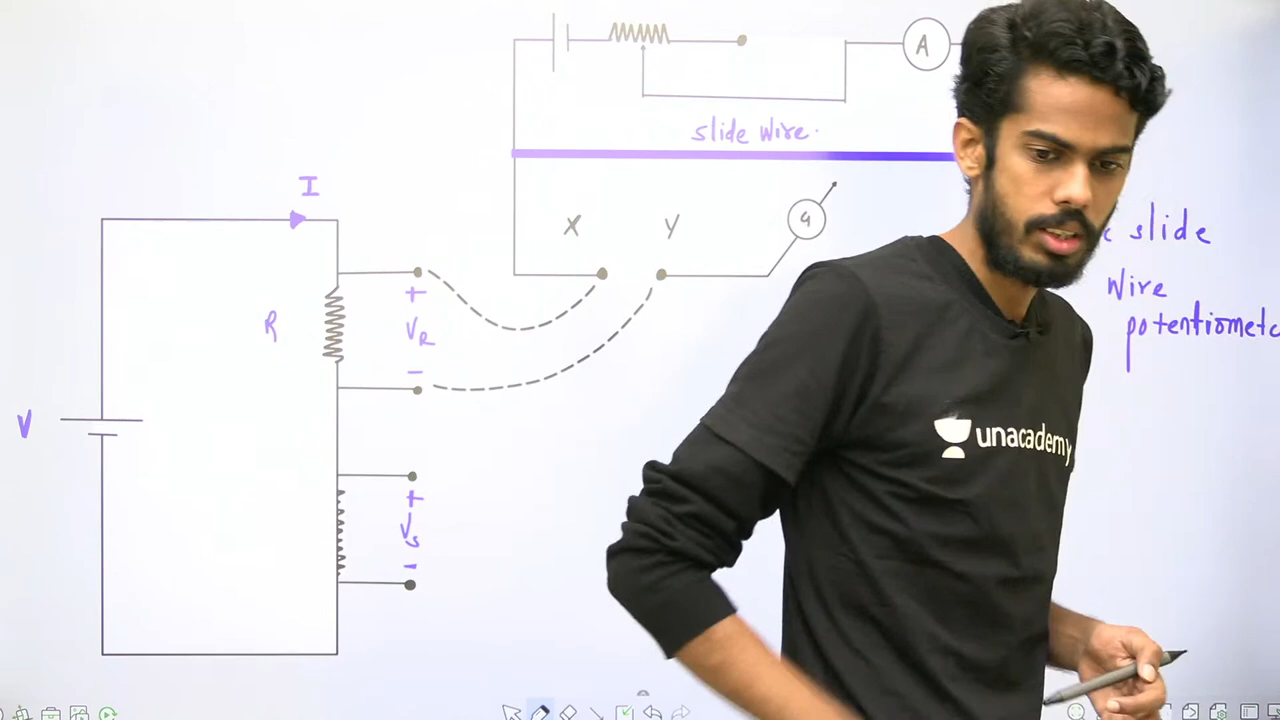 A
slide wire.
I
X
Y
G
slide
wire
potentiomete
+
R
VR
-
V
unacademy
+
Vs
-